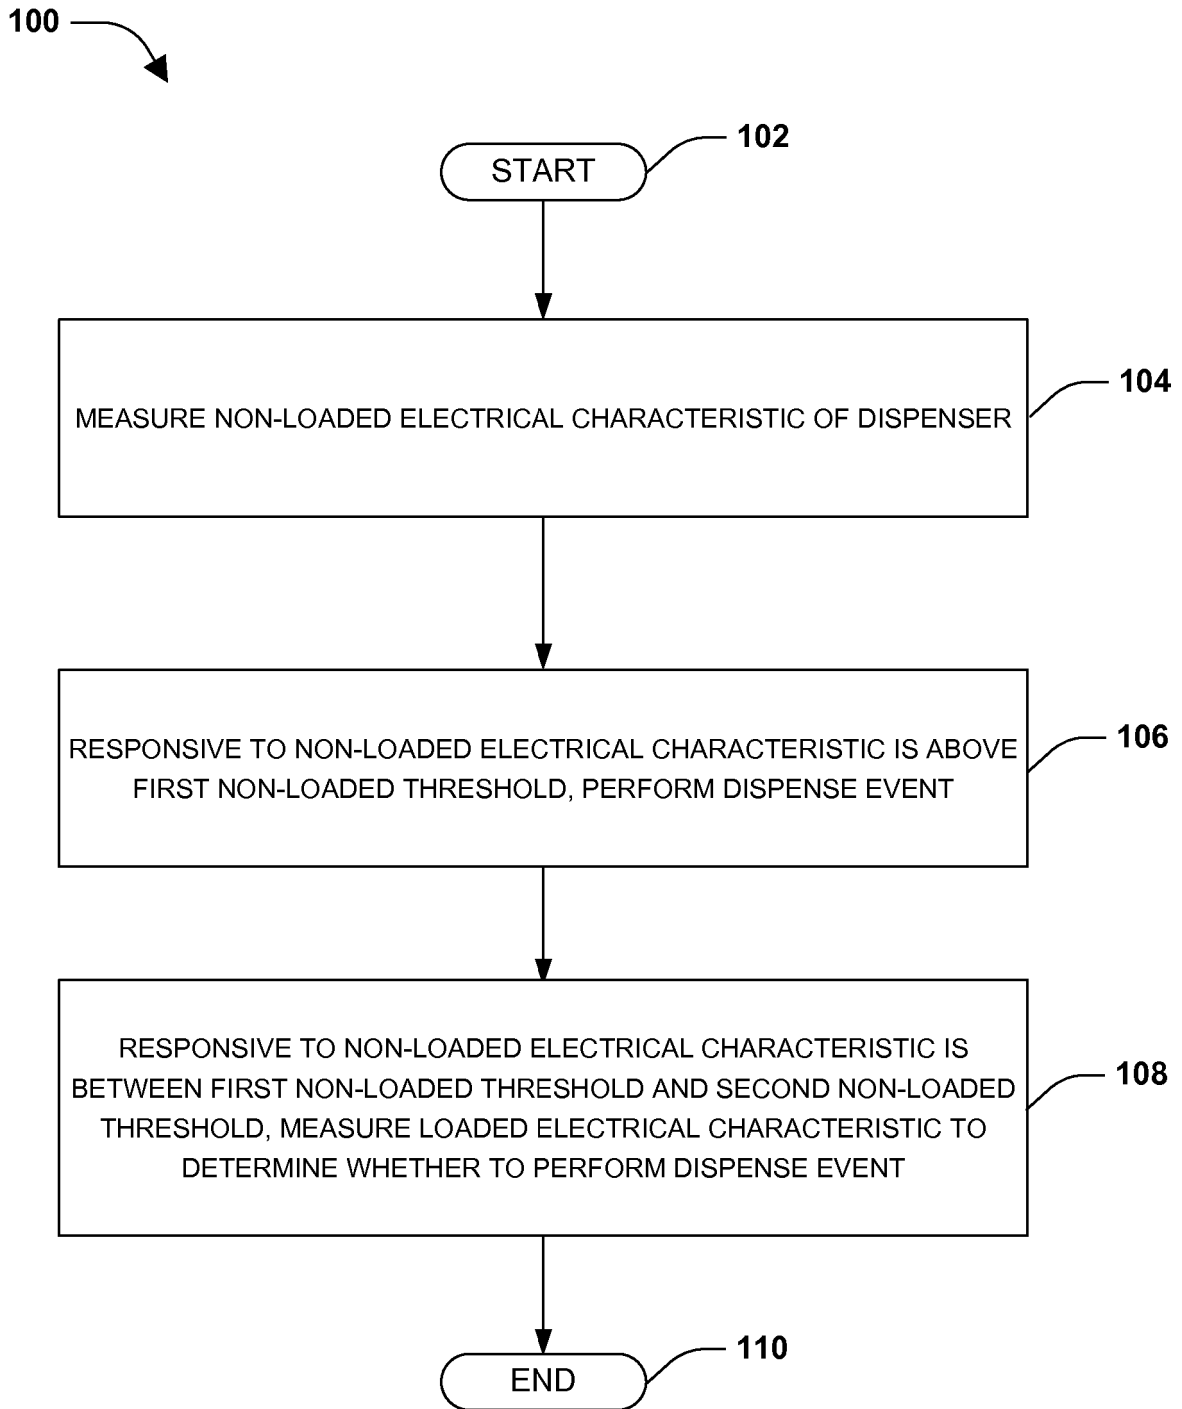 100
START
102
MEASURE NON-LOADED ELECTRICAL CHARACTERISTIC OF DISPENSER
104
RESPONSIVE TO NON-LOADED ELECTRICAL CHARACTERISTIC IS ABOVE
FIRST NON-LOADED THRESHOLD, PERFORM DISPENSE EVENT
106
RESPONSIVE TO NON-LOADED ELECTRICAL CHARACTERISTIC IS
BETWEEN FIRST NON-LOADED THRESHOLD AND SECOND NON-LOADED
THRESHOLD, MEASURE LOADED ELECTRICAL CHARACTERISTIC TO
DETERMINE WHETHER TO PERFORM DISPENSE EVENT
108
END
110